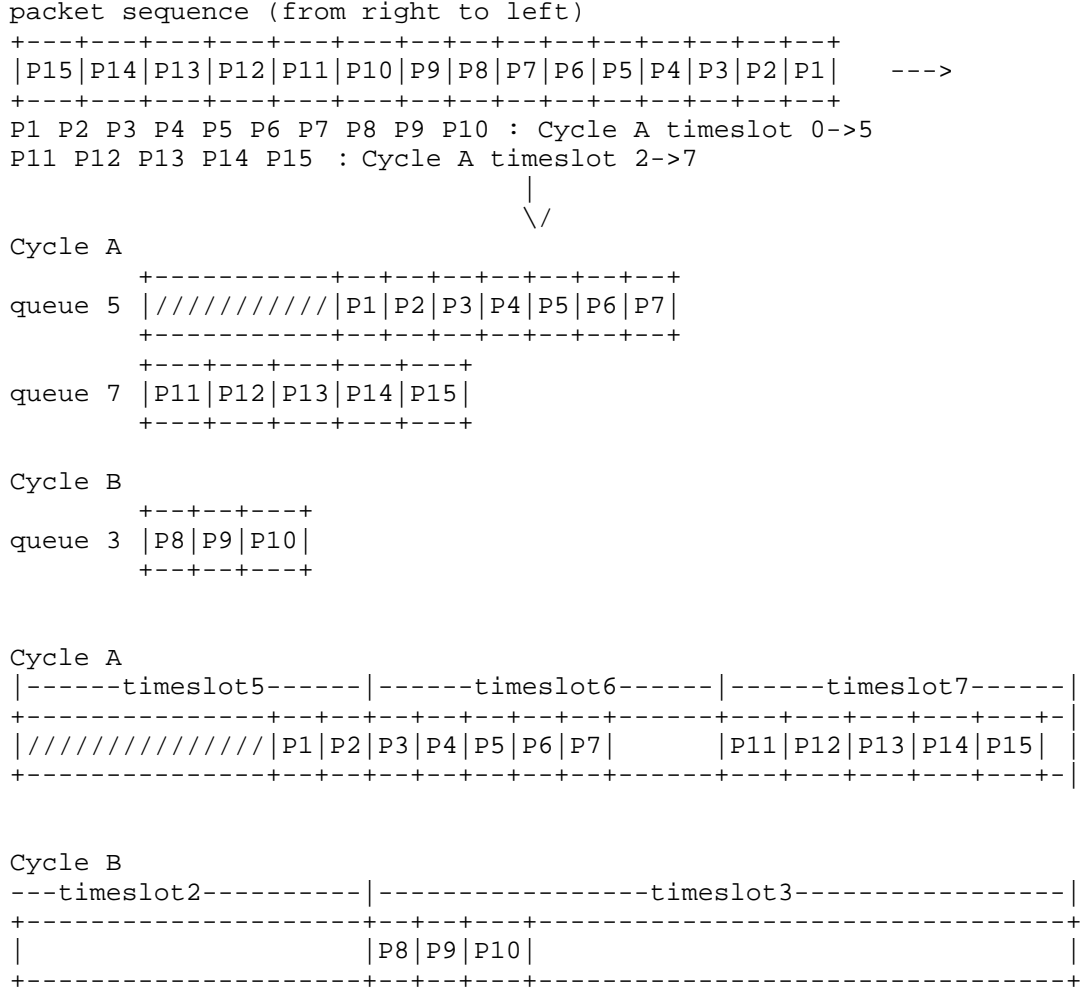 packet sequence (from right to left)
+---+---+---+---+---+---+--+--+--+--+--+--+--+--+--+
|P15|P14|P13|P12|P11|P10|P9|P8|P7|P6|P5|P4|P3|P2|P1|   --->
+---+---+---+---+---+---+--+--+--+--+--+--+--+--+--+
P1 P2 P3 P4 P5 P6 P7 P8 P9 P10 : Cycle A timeslot 0->5
P11 P12 P13 P14 P15 : Cycle A timeslot 2->7
                                |
                                \/
Cycle A
        +-----------+--+--+--+--+--+--+--+
queue 5 |///////////|P1|P2|P3|P4|P5|P6|P7|
        +-----------+--+--+--+--+--+--+--+
        +---+---+---+---+---+
queue 7 |P11|P12|P13|P14|P15|
        +---+---+---+---+---+
Cycle B
        +--+--+---+
queue 3 |P8|P9|P10|
        +--+--+---+
Cycle A
|------timeslot5------|------timeslot6------|------timeslot7------|
+---------------+--+--+--+--+--+--+--+------+---+---+---+---+---+-|
|///////////////|P1|P2|P3|P4|P5|P6|P7|      |P11|P12|P13|P14|P15| |
+---------------+--+--+--+--+--+--+--+------+---+---+---+---+---+-|
Cycle B
---timeslot2----------|-----------------timeslot3-----------------|
+---------------------+--+--+---+---------------------------------+
|                     |P8|P9|P10|                                 |
+---------------------+--+--+---+---------------------------------+